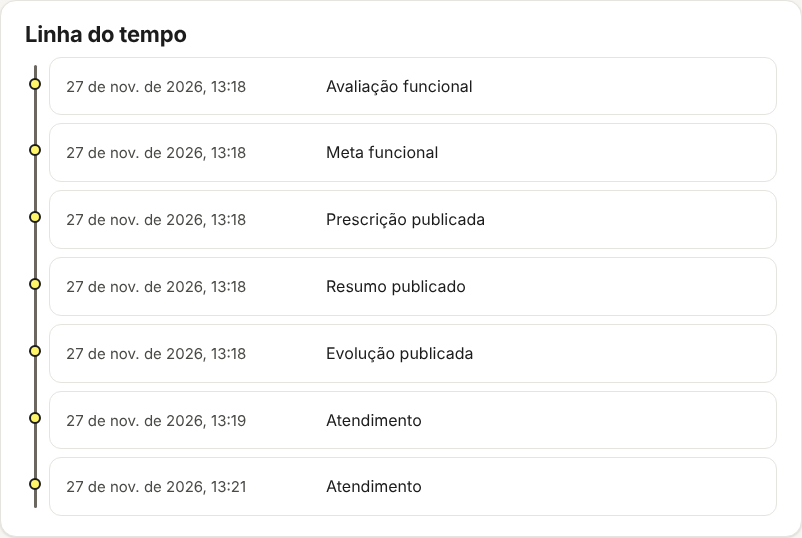 Linha do tempo
27 de nov. de 2026, 13:18 Avaliação funcional
27 de nov. de 2026, 13:18 Meta funcional
27 de nov. de 2026, 13:18 Prescrição publicada
27 de nov. de 2026, 13:18 Resumo publicado
27 de nov. de 2026, 13:18 Evolução publicada
27 de nov. de 2026, 13:19 Atendimento
27 de nov. de 2026, 13:21 Atendimento